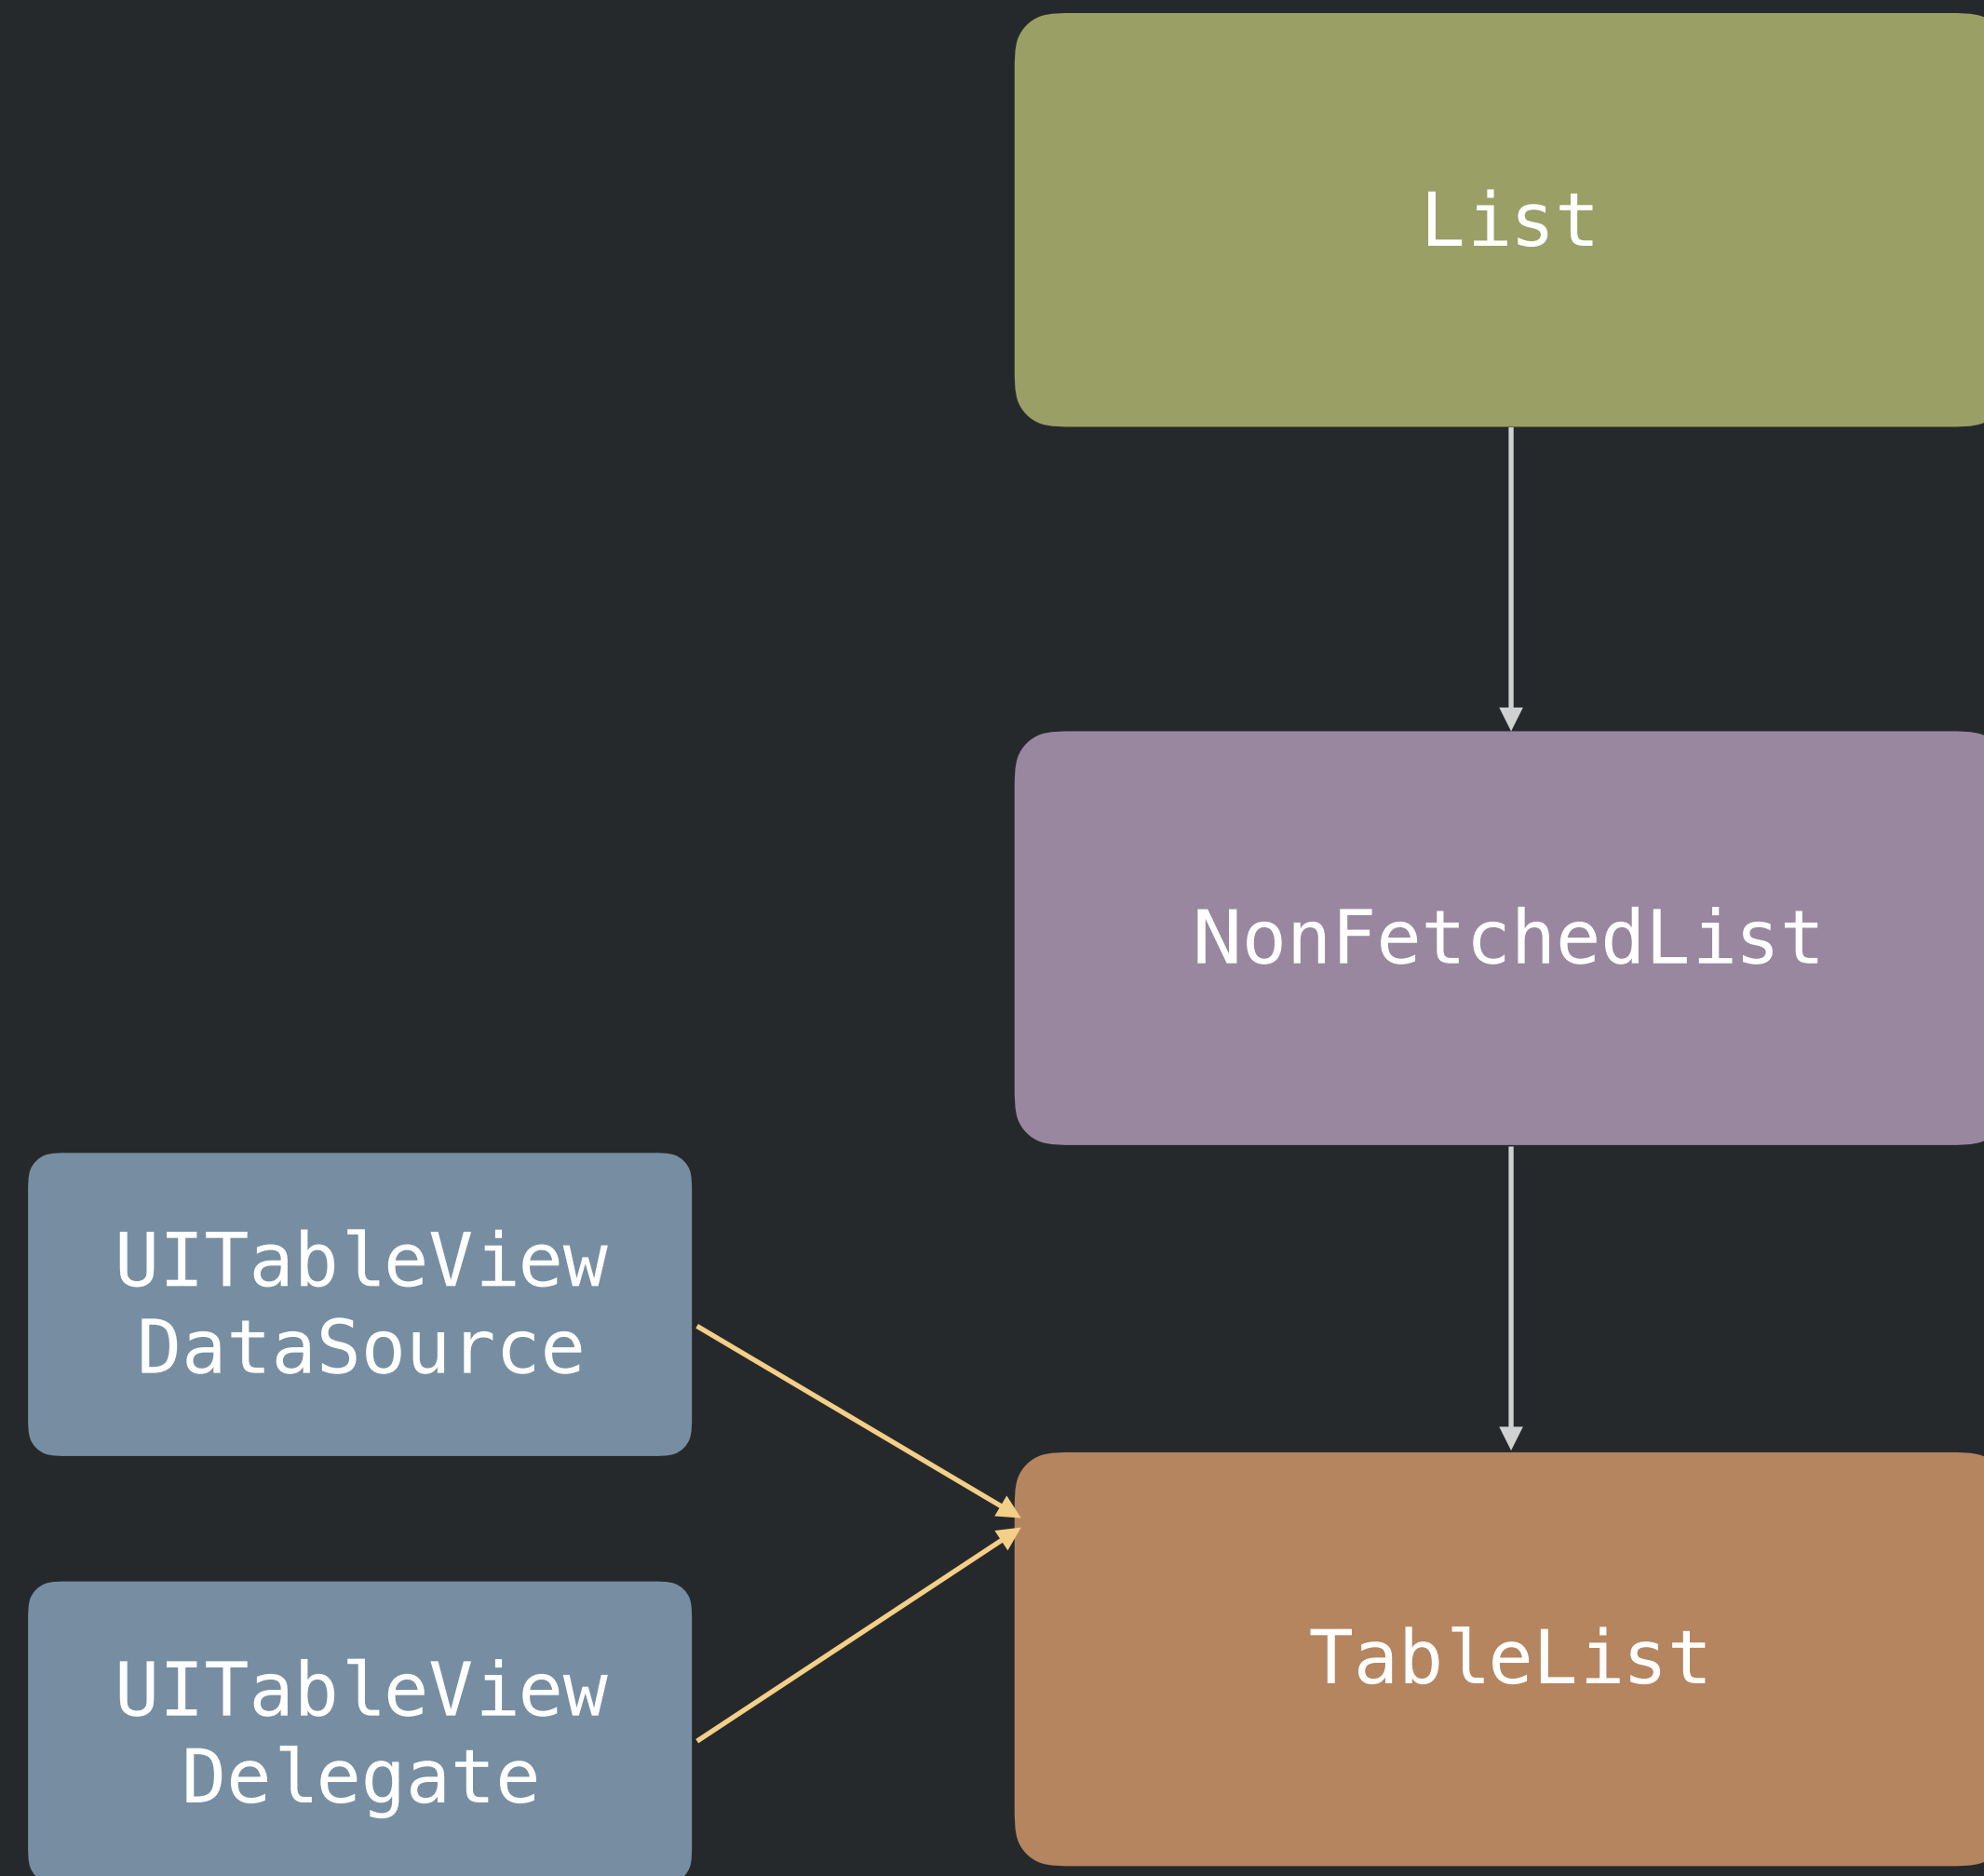 List
NonFetchedList
UITableView
DataSource
UITableView
Delegate
TableList